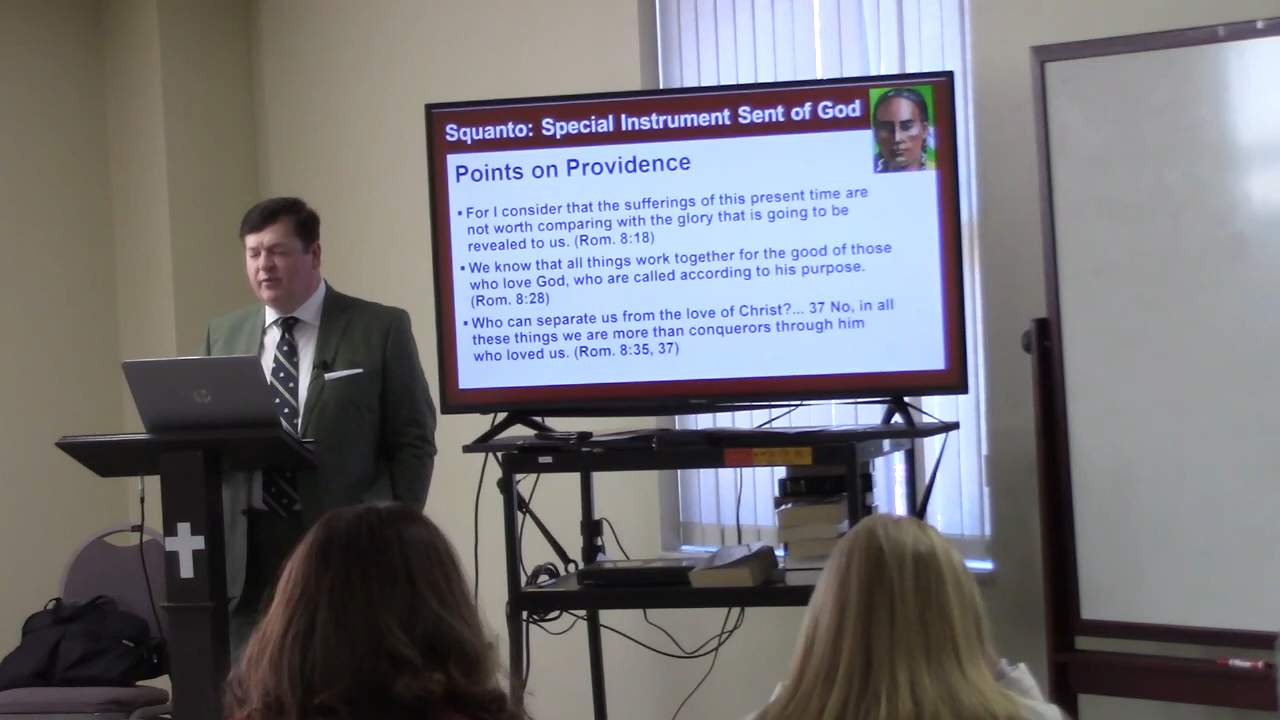 Squanto: Special Instrument Sent of God
Points on Providence
▪ For I consider that the sufferings of this present time are
not worth comparing with the glory that is going to be
revealed to us. (Rom. 8:18)
▪ We know that all things work together for the good of those
who love God, who are called according to his purpose.
(Rom. 8:28)
▪ Who can separate us from the love of Christ?... 37 No, in all
these things we are more than conquerors through him
who loved us. (Rom. 8:35, 37)
hp